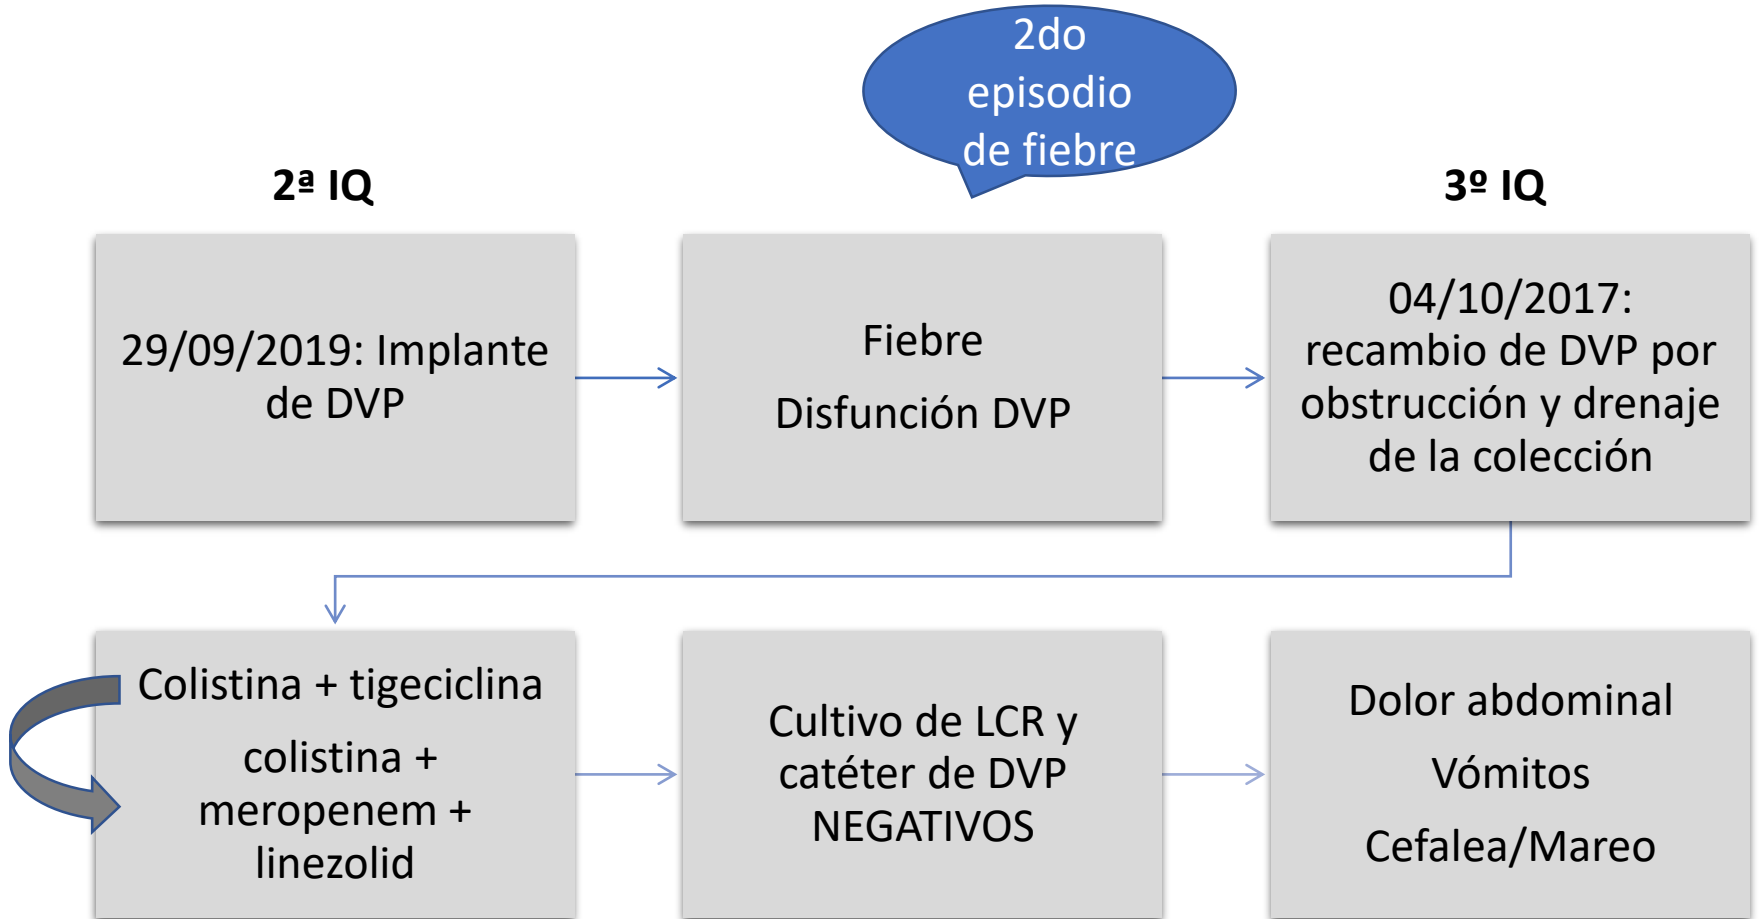 2do
episodio
de fiebre
2ª IQ
3º IQ
29/09/2019: Implante
de DVP
Fiebre
Disfunción DVP
04/10/2017:
recambio de DVP por
obstrucción y drenaje
de la colección
Colistina + tigeciclina
colistina +
meropenem +
linezolid
Cultivo de LCR y
catéter de DVP
NEGATIVOS
Dolor abdominal
Vómitos
Cefalea/Mareo